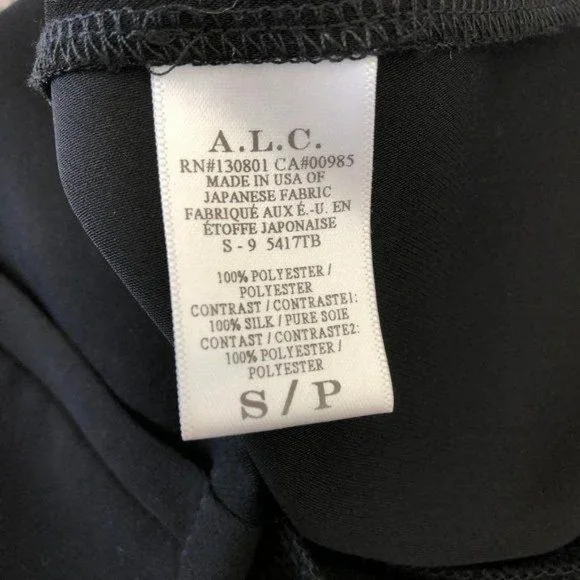 A.L.C.
RN#130801 CA#00985
MADE IN USA OF
JAPANESE FABRIC
FABRIQUÉ AUX É.-U. EN
ÉTOFFE JAPONAISE
S - 9 5417TB
100% POLYESTER /
POLYESTER
CONTRAST / CONTRASTE1:
100% SILK / PURE SOIE
CONTAST / CONTRASTE2:
100% POLYESTER /
POLYESTER
S / P